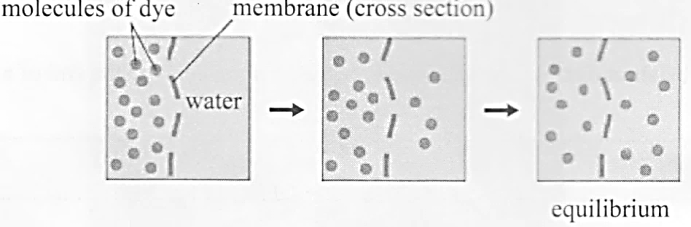 molecules of dye
membrane (cross section)
water
equilibrium